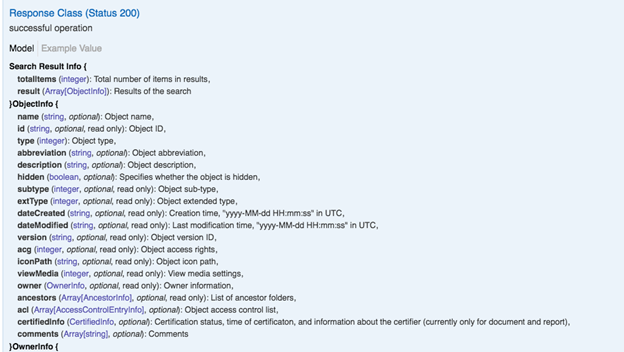 Response Class (Status 200)
successful operation
Model Example Value
Search Result Info {
totalItems (integer): Total number of items in results,
result (Array[ObjectInfo]): Results of the search
}ObjectInfo {
name (string, optional): Object name,
id (string, optional, read only): Object ID,
type (integer): Object type,
abbreviation (string, optional): Object abbreviation,
description (string, optional): Object description,
hidden (boolean, optional): Specifies whether the object is hidden,
subtype (integer, optional, read only): Object sub-type,
extType (integer, optional, read only): Object extended type,
dateCreated (string, optional, read only): Creation time, "yyyy-MM-dd HH:mm:ss" in UTC,
dateModified (string, optional, read only): Last modification time, "yyyy-MM-dd HH:mm:ss" in UTC,
version (string, optional, read only): Object version ID,
acg (integer, optional, read only): Object access rights,
iconPath (string, optional, read only): Object icon path,
viewMedia (integer, optional, read only): View media settings,
owner (OwnerInfo, optional, read only): Owner information,
ancestors (Array[AncestorInfo], optional, read only): List of ancestor folders,
acl (Array[AccessControlEntryInfo], optional): Object access control list,
certifiedInfo (CertifiedInfo, optional): Certification status, time of certificaton, and information about the certifier (currently only for document and report),
comments (Array[string], optional): Comments
}OwnerInfo {